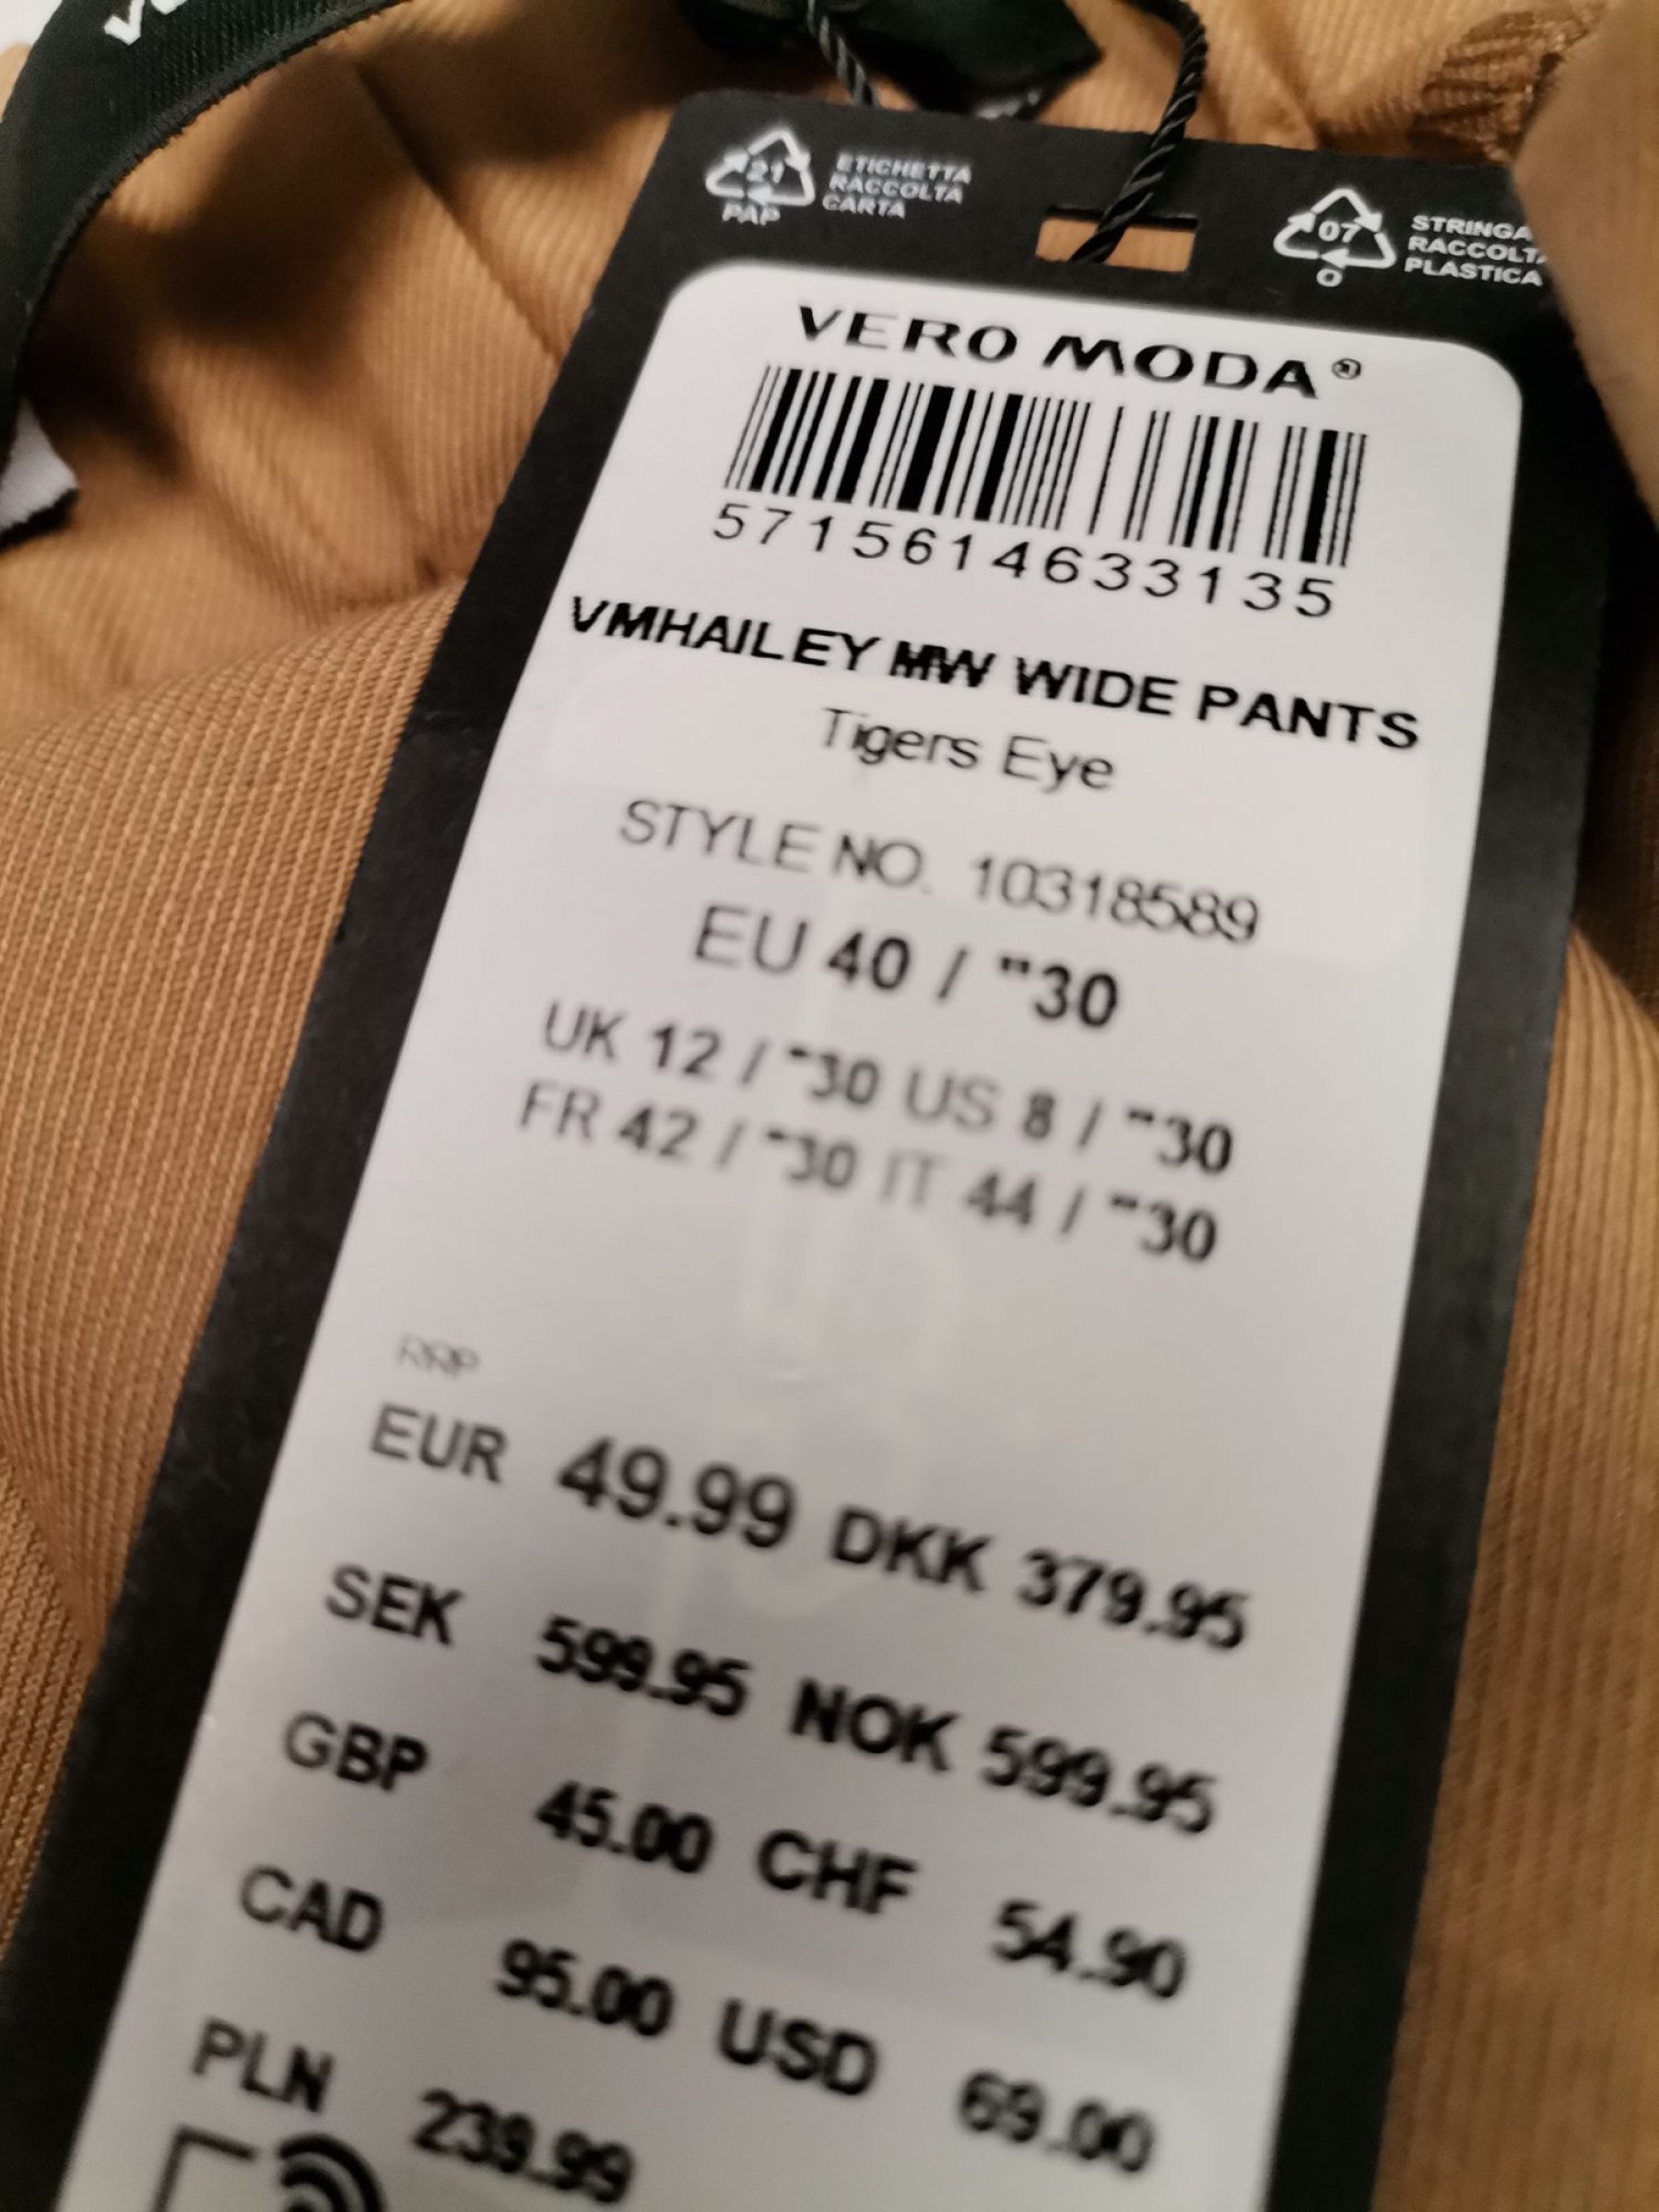 21
PAP
ETICHETTA
RACCOLTA
CARTA
07
O
STRINGA
RACCOLTA
PLASTICA
VERO MODA®
5715614633135
VMHAILEY MW WIDE PANTS
Tigers Eye
STYLE NO. 10318589
EU 40 / "30
UK 12 / "30 US 8 / "30
FR 42 / "30 IT 44 / "30
RRP
EUR 49.99 DKK 379.95
SEK 599.95 NOK 599.95
GBP 45.00 CHF 54.90
CAD 95.00 USD 69.00
PLN 239.99